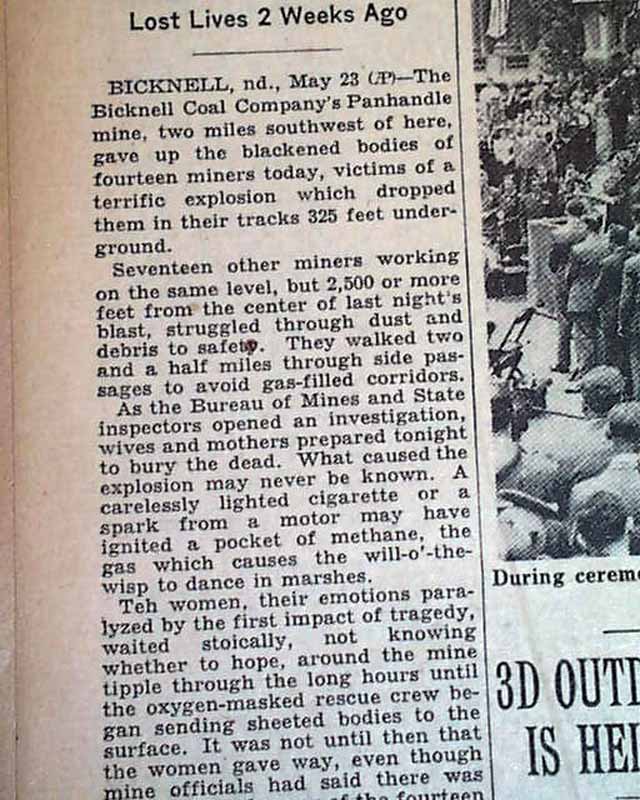 Lost Lives 2 Weeks Ago
BICKNELL, nd., May 23 (AP)—The
Bicknell Coal Company's Panhandle
mine, two miles southwest of here,
gave up the blackened bodies of
fourteen miners today, victims of a
terrific explosion which dropped
them in their tracks 325 feet under-
ground.
Seventeen other miners working
on the same level, but 2,500 or more
feet from the center of last night's
blast, struggled through dust and
debris to safety. They walked two
and a half miles through side pas-
sages to avoid gas-filled corridors.
As the Bureau of Mines and State
inspectors opened an investigation,
wives and mothers prepared tonight
to bury the dead. What caused the
explosion may never be known. A
carelessly lighted cigarette or a
spark from a motor may have
ignited a pocket of methane, the
gas which causes the will-o'-the-
wisp to dance in marshes.
Teh women, their emotions para-
lyzed by the first impact of tragedy,
waited stoically, not knowing
whether to hope, around the mine
tipple through the long hours until
the oxygen-masked rescue crew be-
gan sending sheeted bodies to the
surface. It was not until then that
the women gave way, even though
mine officials had said there was
of the fourteen
During cerem
3D OUT
IS HE